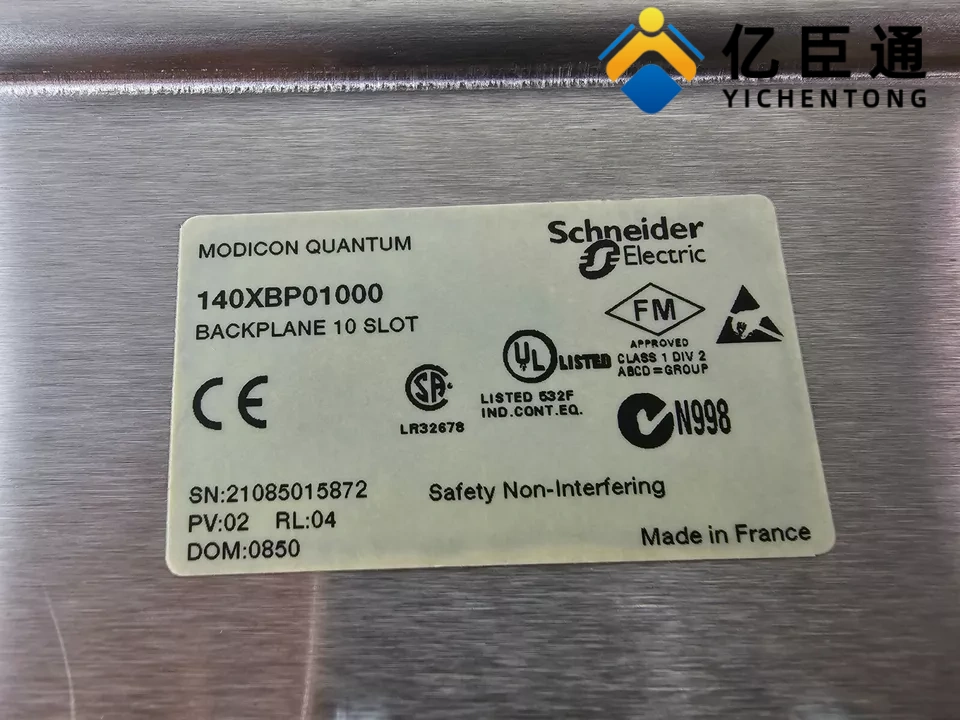 亿臣通
YICHENTONG
MODICON QUANTUM
Schneider
Electric
140XBP01000
BACKPLANE 10 SLOT
FM
APPROVED
CLASS 1 DIV 2
ABCD=GROUP
UL LISTED
LISTED 532F
IND.CONT.EQ.
CE
SA
LR32678
N998
SN:21085015872
Safety Non-Interfering
PV:02 RL:04
DOM:0850
Made in France